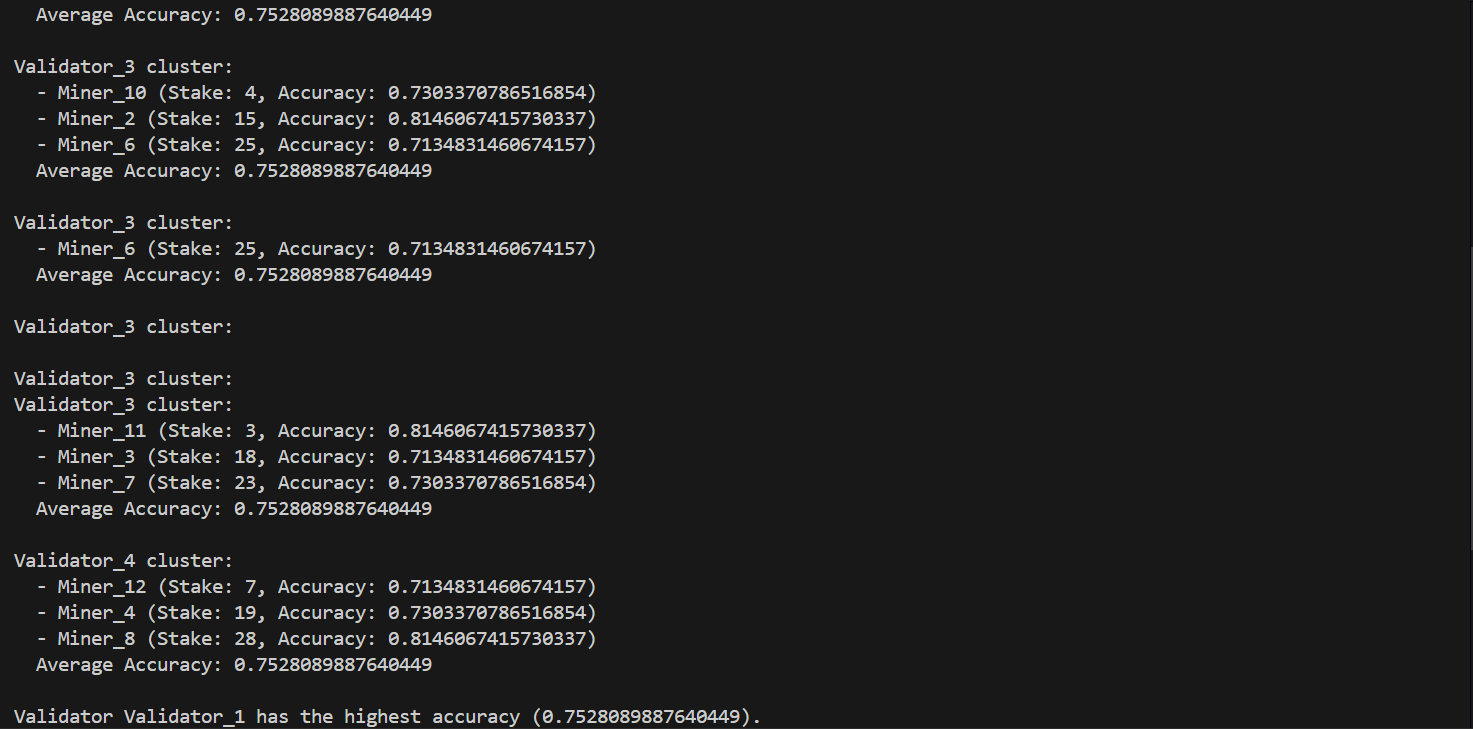 Average Accuracy: 0.7528089887640449
Validator_3 cluster:
- Miner_10 (Stake: 4, Accuracy: 0.7303370786516854)
- Miner_2 (Stake: 15, Accuracy: 0.8146067415730337)
- Miner_6 (Stake: 25, Accuracy: 0.7134831460674157)
Average Accuracy: 0.7528089887640449
Validator_3 cluster:
- Miner_6 (Stake: 25, Accuracy: 0.7134831460674157)
Average Accuracy: 0.7528089887640449
Validator_3 cluster:
Validator_3 cluster:
Validator_3 cluster:
- Miner_11 (Stake: 3, Accuracy: 0.8146067415730337)
- Miner_3 (Stake: 18, Accuracy: 0.7134831460674157)
- Miner_7 (Stake: 23, Accuracy: 0.7303370786516854)
Average Accuracy: 0.7528089887640449
Validator_4 cluster:
- Miner_12 (Stake: 7, Accuracy: 0.7134831460674157)
- Miner_4 (Stake: 19, Accuracy: 0.7303370786516854)
- Miner_8 (Stake: 28, Accuracy: 0.8146067415730337)
Average Accuracy: 0.7528089887640449
Validator Validator_1 has the highest accuracy (0.7528089887640449).